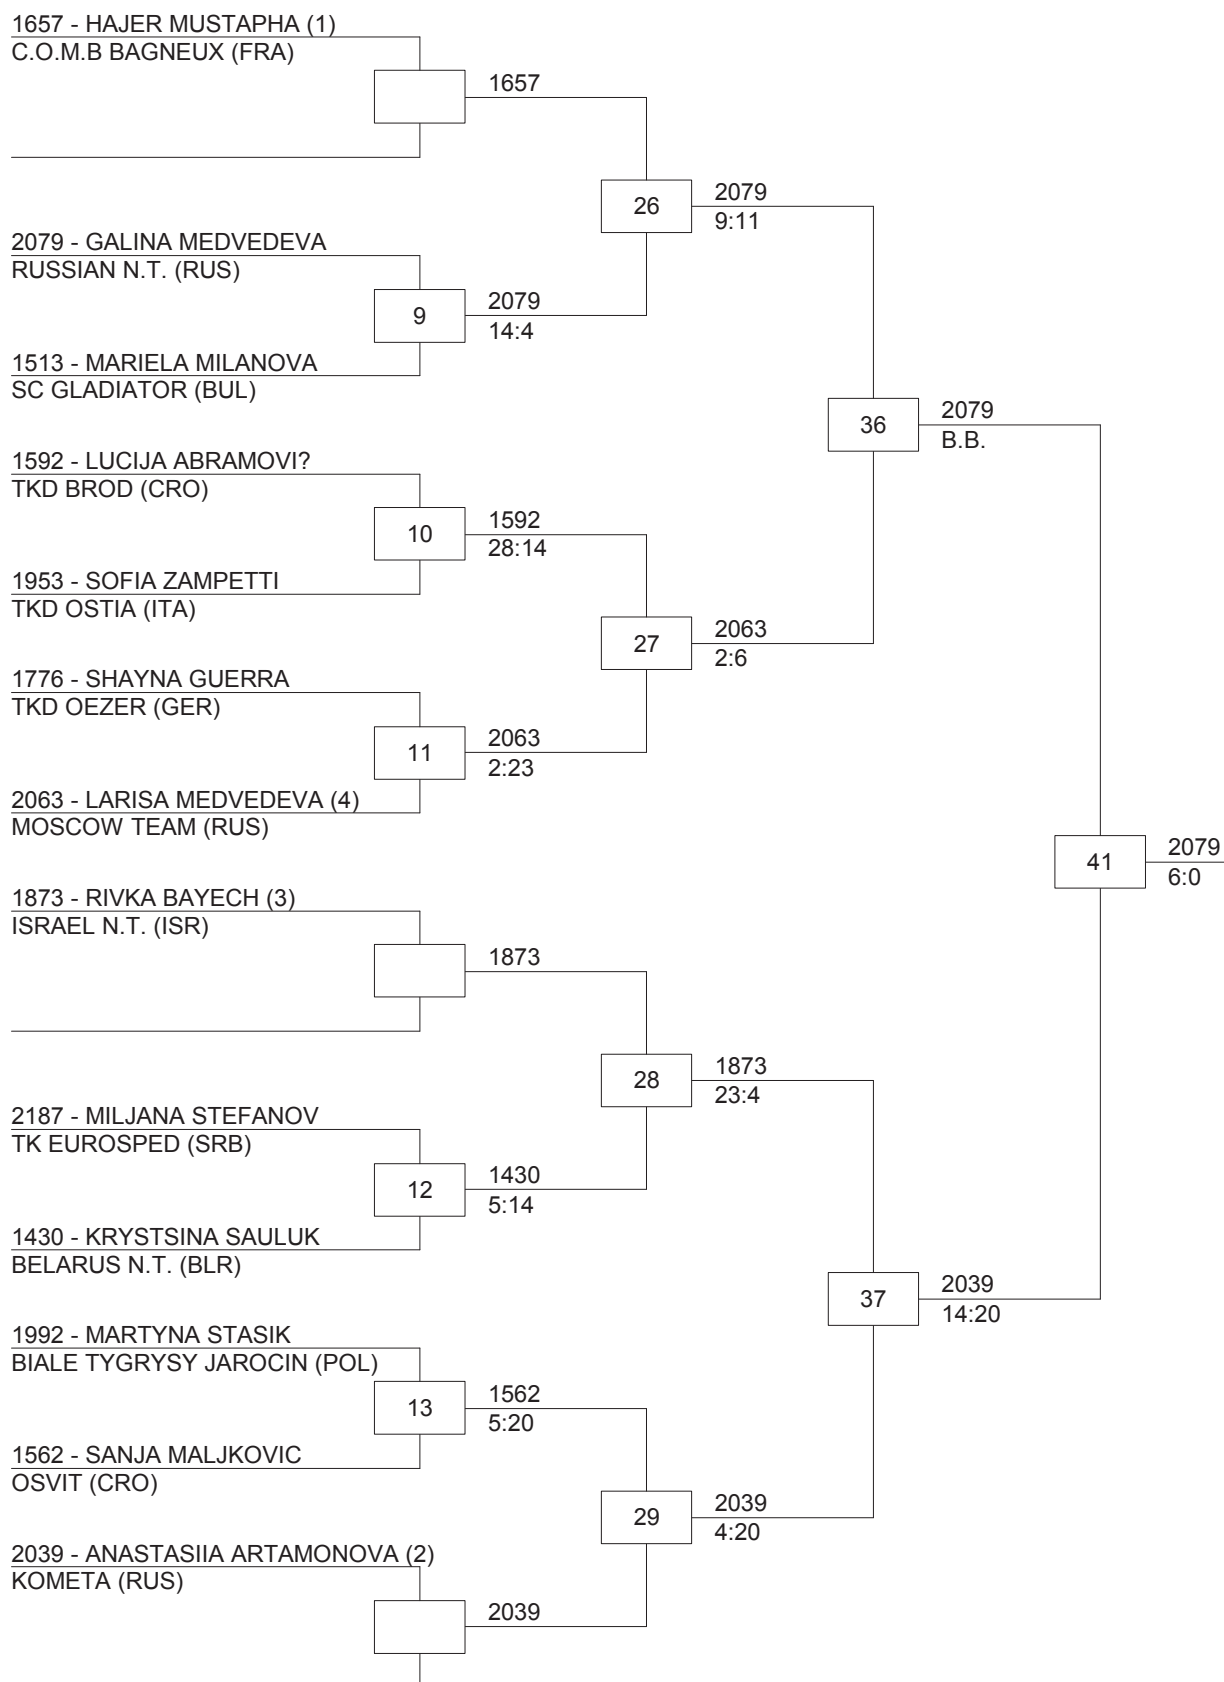 1657 - HAJER MUSTAPHA (1)
C.O.M.B BAGNEUX (FRA)
1657
26
2079
9:11
2079 - GALINA MEDVEDEVA
RUSSIAN N.T. (RUS)
9
2079
14:4
1513 - MARIELA MILANOVA
SC GLADIATOR (BUL)
36
2079
B.B.
1592 - LUCIJA ABRAMOVI?
TKD BROD (CRO)
10
1592
28:14
1953 - SOFIA ZAMPETTI
TKD OSTIA (ITA)
27
2063
2:6
1776 - SHAYNA GUERRA
TKD OEZER (GER)
11
2063
2:23
2063 - LARISA MEDVEDEVA (4)
MOSCOW TEAM (RUS)
41
2079
6:0
1873 - RIVKA BAYECH (3)
ISRAEL N.T. (ISR)
1873
28
1873
23:4
2187 - MILJANA STEFANOV
TK EUROSPED (SRB)
12
1430
5:14
1430 - KRYSTSINA SAULUK
BELARUS N.T. (BLR)
37
2039
14:20
1992 - MARTYNA STASIK
BIALE TYGRYSY JAROCIN (POL)
13
1562
5:20
1562 - SANJA MALJKOVIC
OSVIT (CRO)
29
2039
4:20
2039 - ANASTASIIA ARTAMONOVA (2)
KOMETA (RUS)
2039